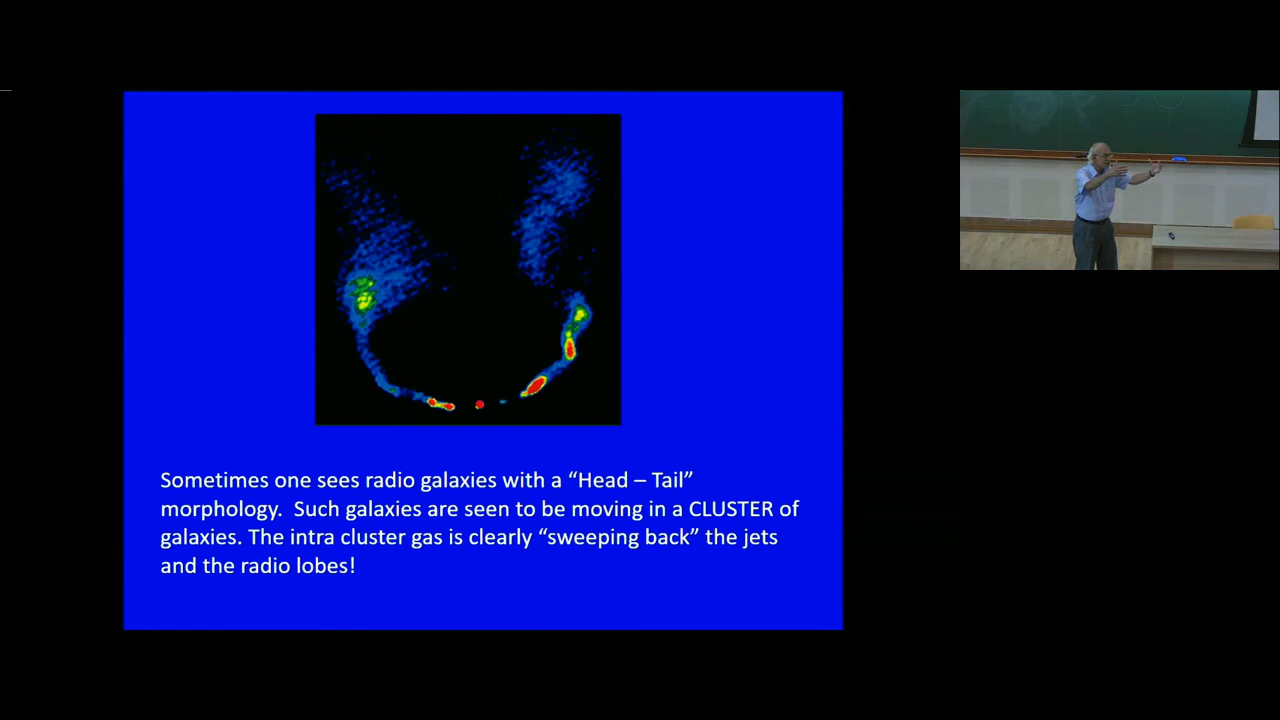 Sometimes one sees radio galaxies with a “Head – Tail”
morphology.  Such galaxies are seen to be moving in a CLUSTER of
galaxies. The intra cluster gas is clearly “sweeping back” the jets
and the radio lobes!